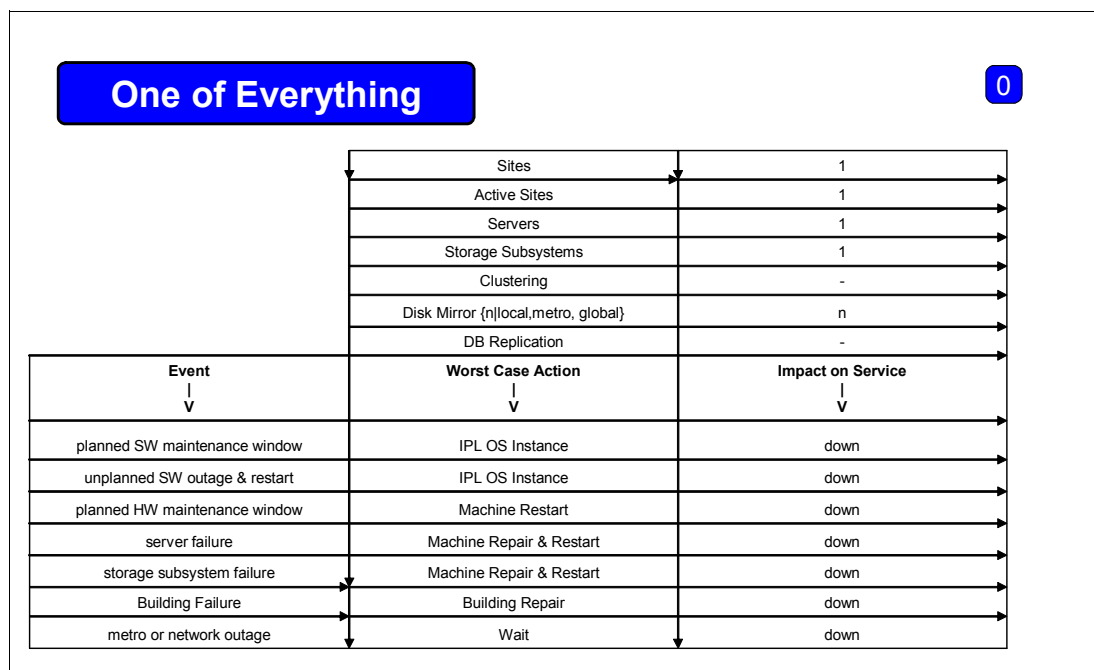 One of Everything
0
Sites 1
Active Sites 1
Servers 1
Storage Subsystems 1
Clustering -
Disk Mirror {n|local,metro, global} n
DB Replication -
Event Worst Case Action Impact on Service
| | |
V V V
planned SW maintenance window IPL OS Instance down
unplanned SW outage & restart IPL OS Instance down
planned HW maintenance window Machine Restart down
server failure Machine Repair & Restart down
storage subsystem failure Machine Repair & Restart down
Building Failure Building Repair down
metro or network outage Wait down